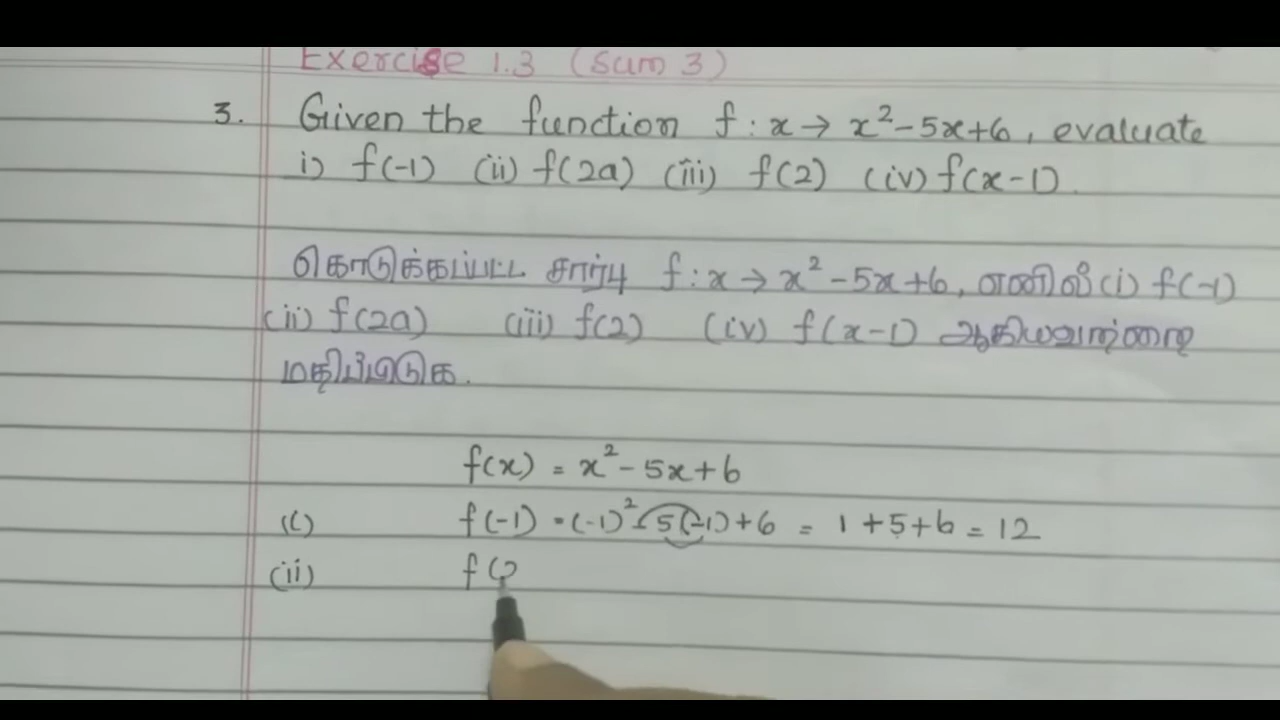 Exercise 1.3 (Sum 3)
3. Given the function f : x → x² - 5x + 6, evaluate
i) f(-1) (ii) f(2a) (iii) f(2) (iv) f(x-1).
கொடுக்கப்பட்ட சார்பு f : x → x² - 5x + 6, எனில் (i) f(-1)
(ii) f(2a) (iii) f(2) (iv) f(x-1) ஆகியவற்றை
மதிப்பிடுக.
f(x) = x² - 5x + 6
(i) f(-1) = (-1)² - 5(-1) + 6 = 1 + 5 + 6 = 12
(ii) f(2